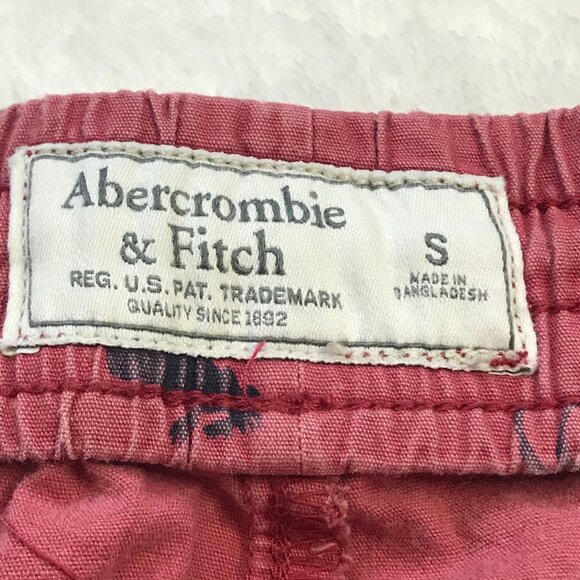 Abercrombie
& Fitch
REG. U.S. PAT. TRADEMARK
QUALITY SINCE 1892
S
MADE IN
BANGLADESH